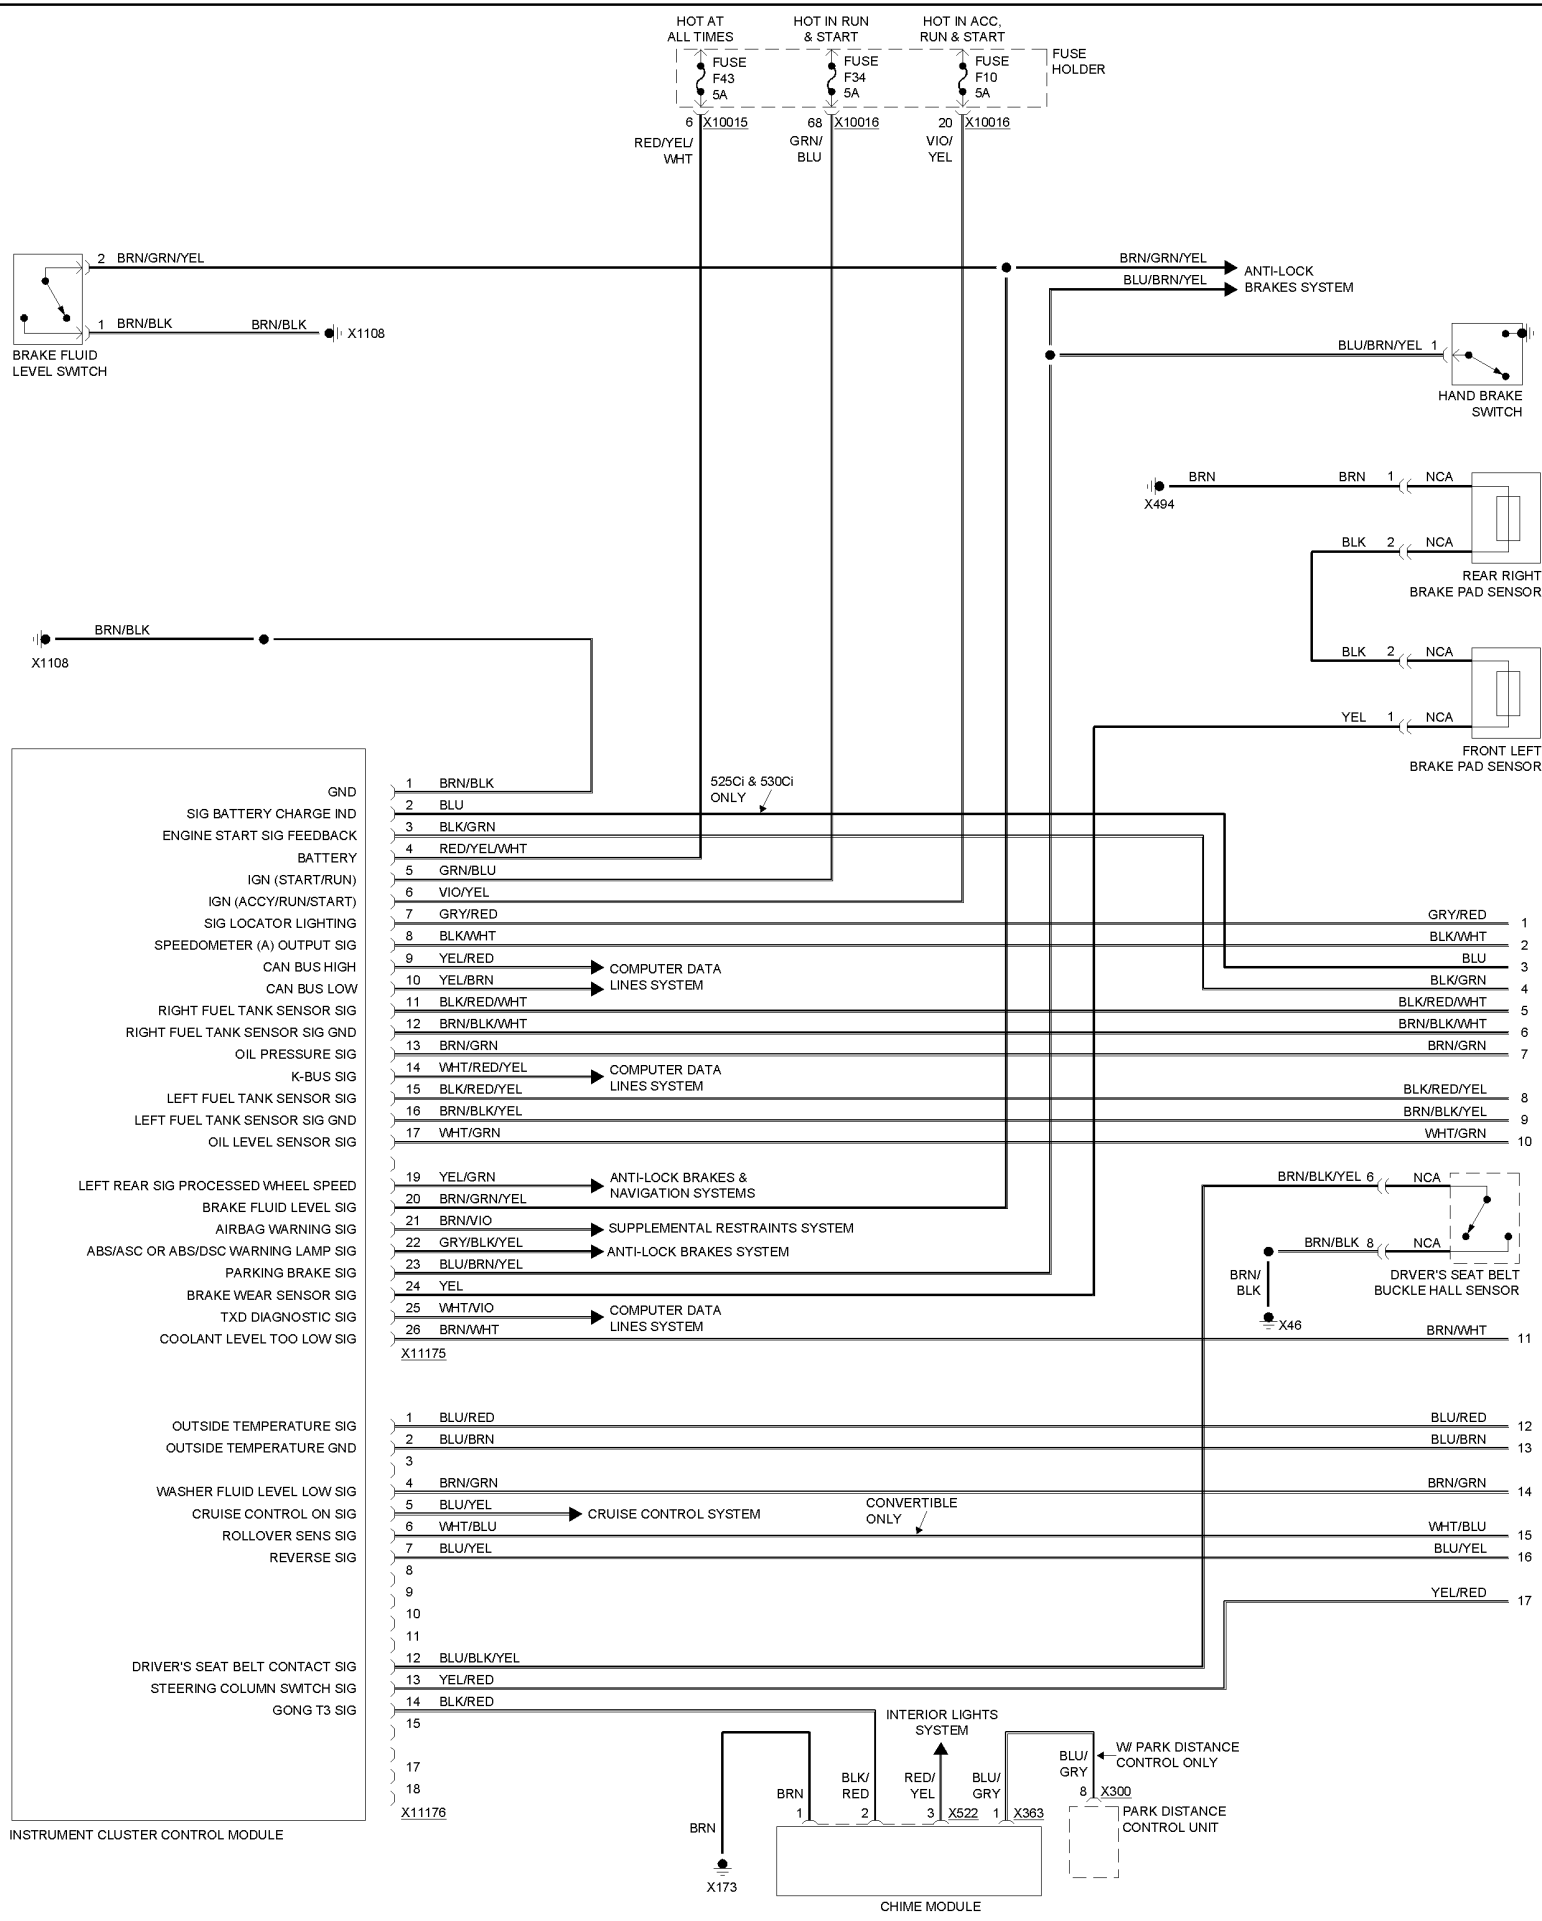 HOT AT
ALL TIMES
HOT IN RUN
& START
HOT IN ACC,
RUN & START
FUSE
F43
5A
FUSE
F34
5A
FUSE
F10
5A
FUSE
HOLDER
6 X10015
68 X10016
20 X10016
RED/YEL/
WHT
GRN/
BLU
VIO/
YEL
2 BRN/GRN/YEL
BRN/GRN/YEL
BLU/BRN/YEL
ANTI-LOCK
BRAKES SYSTEM
1 BRN/BLK BRN/BLK X1108
BRAKE FLUID
LEVEL SWITCH
BLU/BRN/YEL 1
HAND BRAKE
SWITCH
BRN BRN 1 NCA
X494
BLK 2 NCA
REAR RIGHT
BRAKE PAD SENSOR
BRN/BLK
X1108
BLK 2 NCA
YEL 1 NCA
FRONT LEFT
BRAKE PAD SENSOR
525Ci & 530Ci
ONLY
GND 1 BRN/BLK
SIG BATTERY CHARGE IND 2 BLU
ENGINE START SIG FEEDBACK 3 BLK/GRN
BATTERY 4 RED/YEL/WHT
IGN (START/RUN) 5 GRN/BLU
IGN (ACCY/RUN/START) 6 VIO/YEL
SIG LOCATOR LIGHTING 7 GRY/RED GRY/RED 1
SPEEDOMETER (A) OUTPUT SIG 8 BLK/WHT BLK/WHT 2
CAN BUS HIGH 9 YEL/RED BLU 3
CAN BUS LOW 10 YEL/BRN BLK/GRN 4
COMPUTER DATA
LINES SYSTEM
RIGHT FUEL TANK SENSOR SIG 11 BLK/RED/WHT BLK/RED/WHT 5
RIGHT FUEL TANK SENSOR SIG GND 12 BRN/BLK/WHT BRN/BLK/WHT 6
OIL PRESSURE SIG 13 BRN/GRN BRN/GRN 7
K-BUS SIG 14 WHT/RED/YEL
COMPUTER DATA
LINES SYSTEM
LEFT FUEL TANK SENSOR SIG 15 BLK/RED/YEL BLK/RED/YEL 8
LEFT FUEL TANK SENSOR SIG GND 16 BRN/BLK/YEL BRN/BLK/YEL 9
OIL LEVEL SENSOR SIG 17 WHT/GRN WHT/GRN 10
LEFT REAR SIG PROCESSED WHEEL SPEED 19 YEL/GRN
ANTI-LOCK BRAKES &
NAVIGATION SYSTEMS
BRAKE FLUID LEVEL SIG 20 BRN/GRN/YEL
AIRBAG WARNING SIG 21 BRN/VIO SUPPLEMENTAL RESTRAINTS SYSTEM
ABS/ASC OR ABS/DSC WARNING LAMP SIG 22 GRY/BLK/YEL ANTI-LOCK BRAKES SYSTEM
PARKING BRAKE SIG 23 BLU/BRN/YEL
BRAKE WEAR SENSOR SIG 24 YEL
TXD DIAGNOSTIC SIG 25 WHT/VIO
COMPUTER DATA
LINES SYSTEM
COOLANT LEVEL TOO LOW SIG 26 BRN/WHT BRN/WHT 11
X11175
BRN/BLK/YEL 6 NCA
BRN/BLK 8 NCA
BRN/
BLK
X46
DRVER'S SEAT BELT
BUCKLE HALL SENSOR
OUTSIDE TEMPERATURE SIG 1 BLU/RED BLU/RED 12
OUTSIDE TEMPERATURE GND 2 BLU/BRN BLU/BRN 13
3
WASHER FLUID LEVEL LOW SIG 4 BRN/GRN BRN/GRN 14
CRUISE CONTROL ON SIG 5 BLU/YEL CRUISE CONTROL SYSTEM
CONVERTIBLE
ONLY
ROLLOVER SENS SIG 6 WHT/BLU WHT/BLU 15
REVERSE SIG 7 BLU/YEL BLU/YEL 16
8
9
YEL/RED 17
10
11
DRIVER'S SEAT BELT CONTACT SIG 12 BLU/BLK/YEL
STEERING COLUMN SWITCH SIG 13 YEL/RED
GONG T3 SIG 14 BLK/RED
15
17
18
X11176
INSTRUMENT CLUSTER CONTROL MODULE
INTERIOR LIGHTS
SYSTEM
W/ PARK DISTANCE
CONTROL ONLY
BLU/
GRY
8 X300
PARK DISTANCE
CONTROL UNIT
BRN
BLK/
RED
RED/
YEL
BLU/
GRY
1 2 3 X522 1 X363
BRN
X173
CHIME MODULE